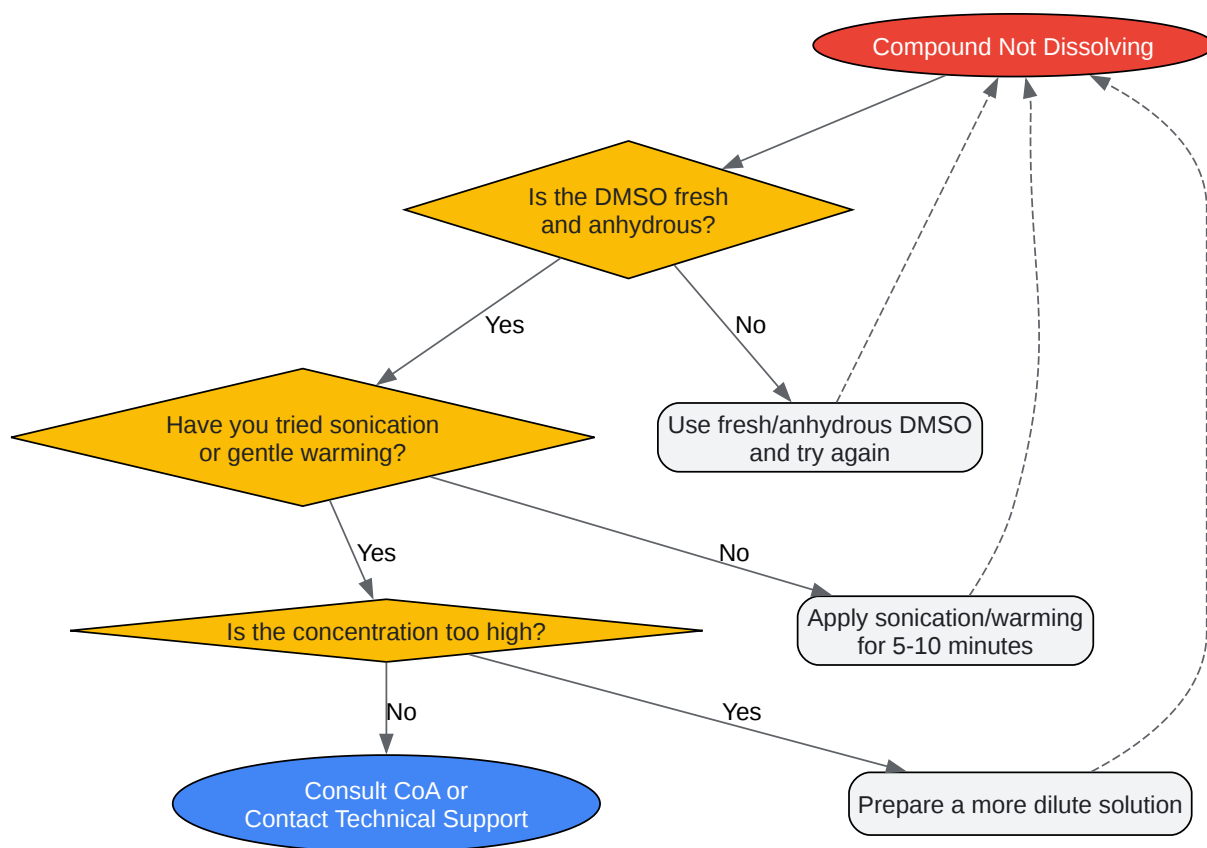 Compound Not Dissolving
Is the DMSO fresh
and anhydrous?
Yes
No
Have you tried sonication
or gentle warming?
Use fresh/anhydrous DMSO
and try again
Yes
No
Is the concentration too high?
Apply sonication/warming
for 5-10 minutes
No
Yes
Consult CoA or
Contact Technical Support
Prepare a more dilute solution